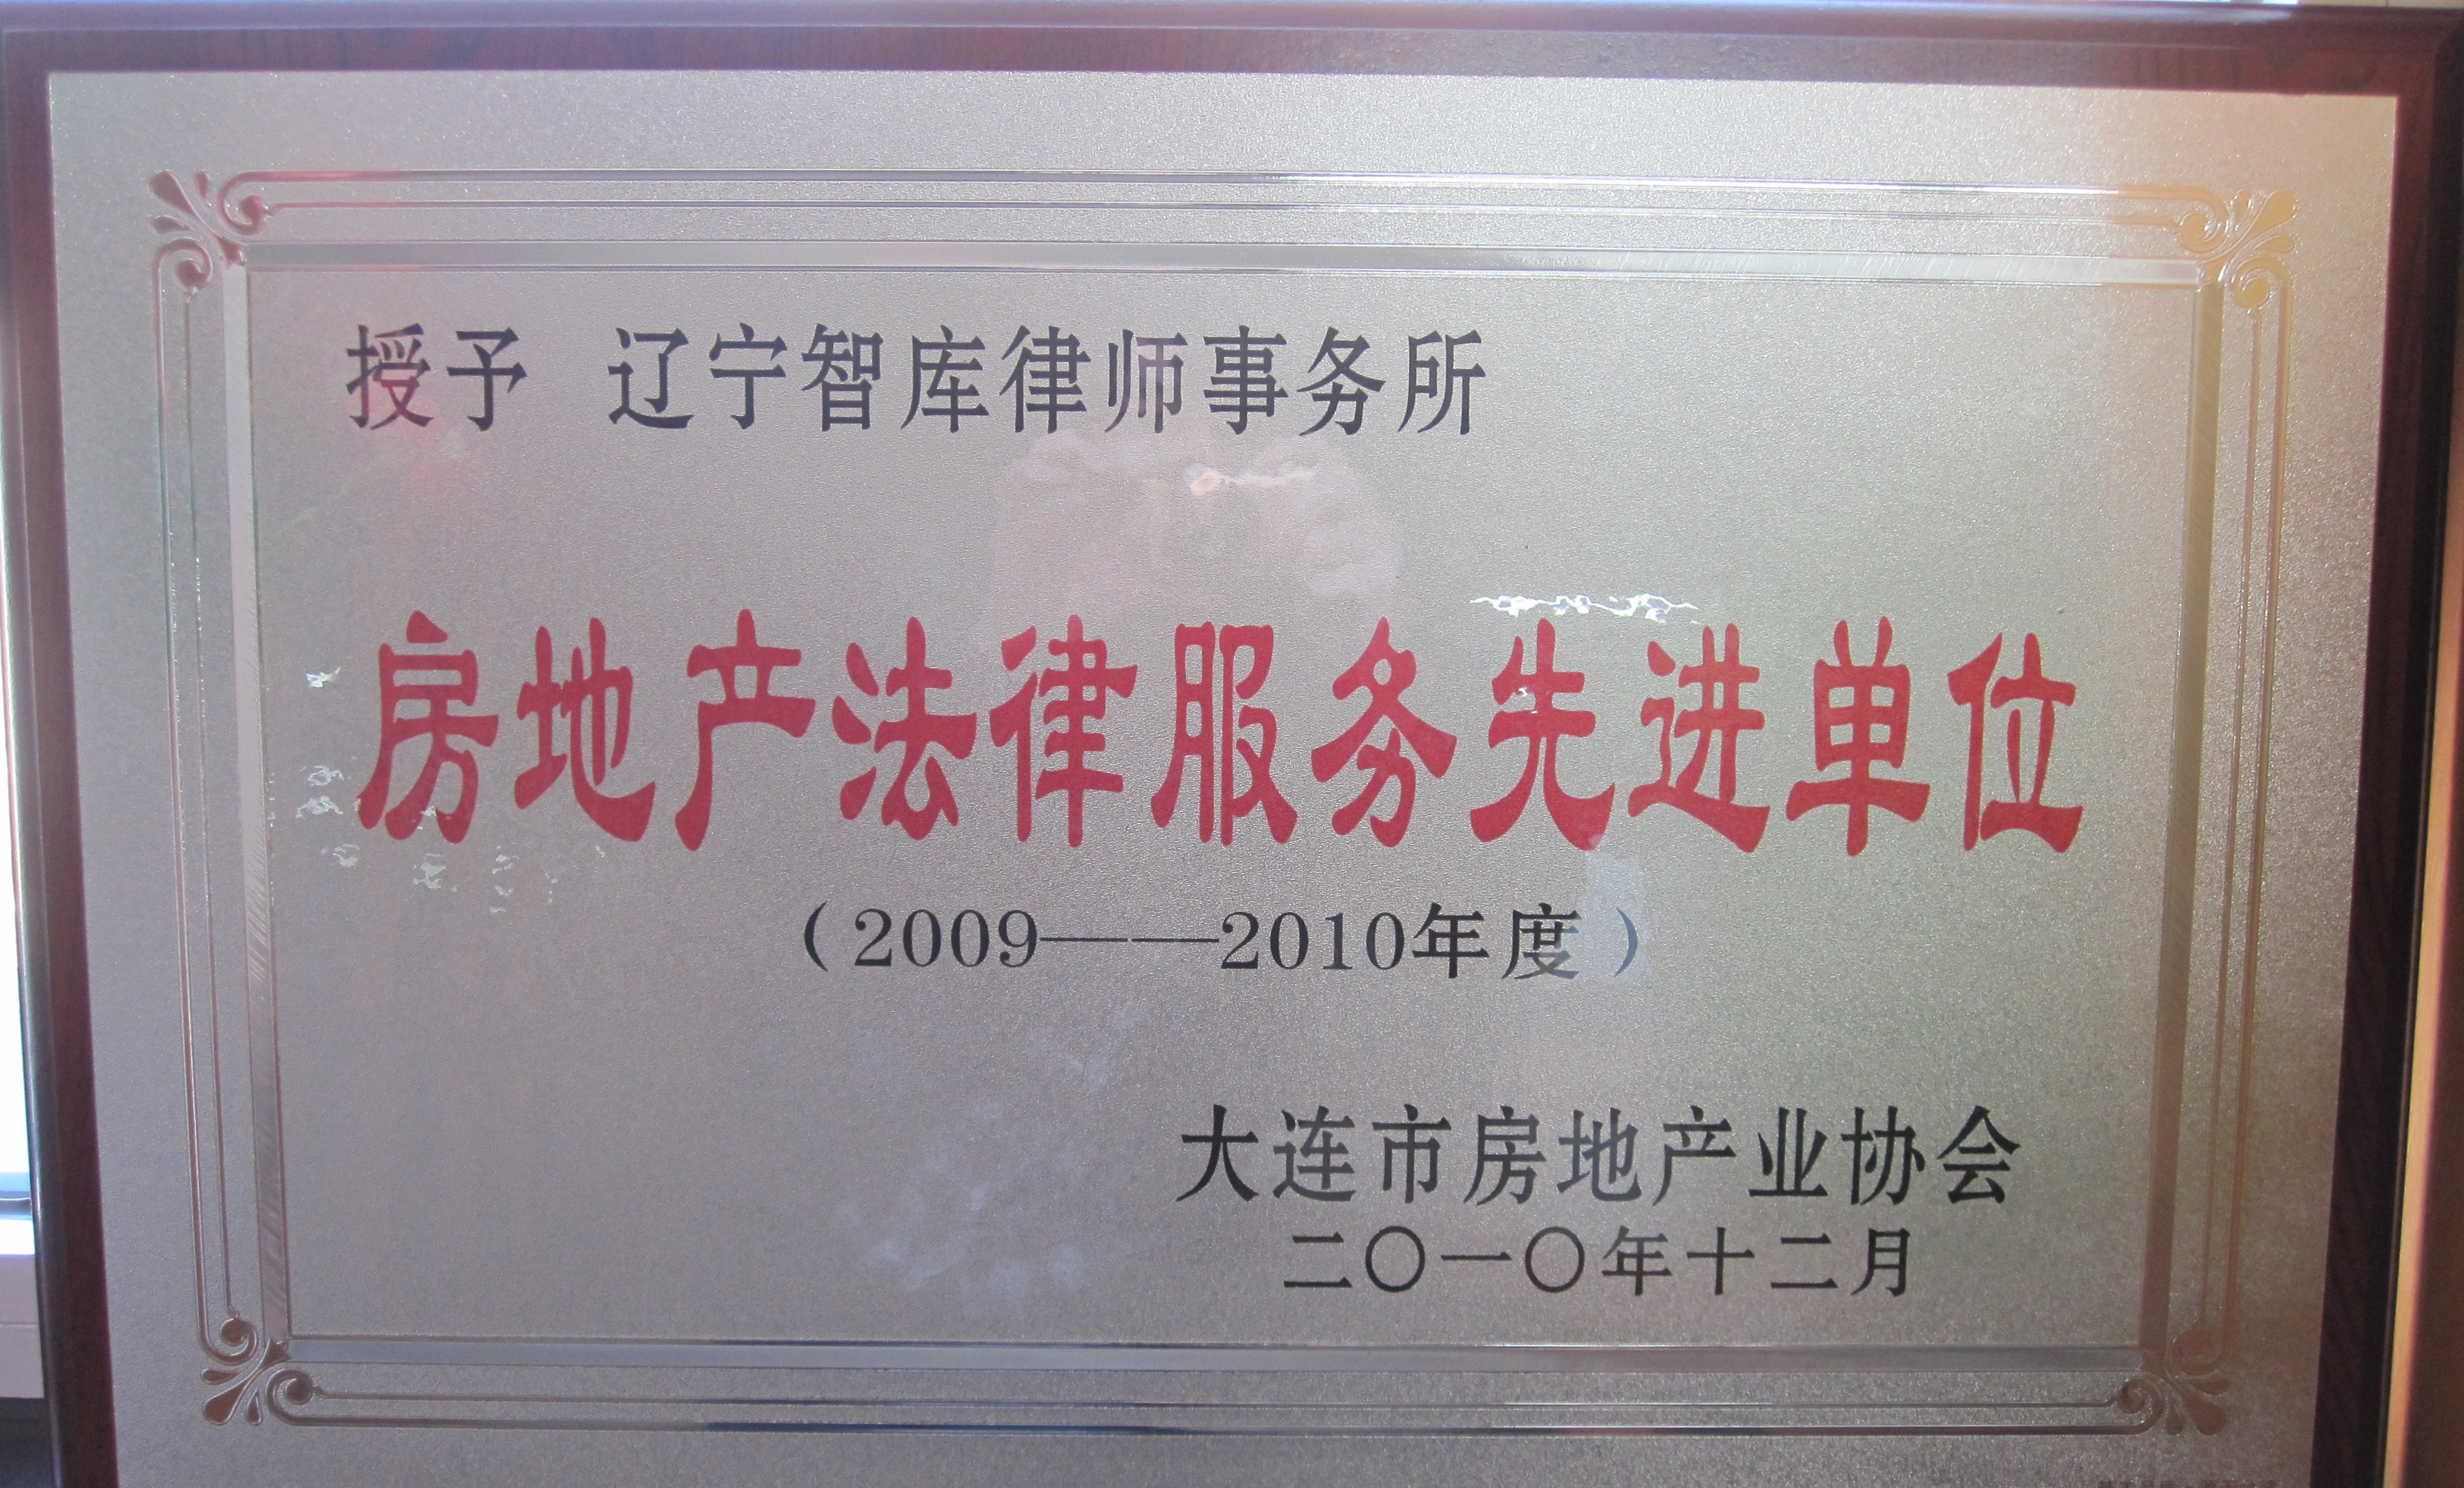 授予 辽宁智库律师事务所
房地产法律服务先进单位
（2009——2010年度）
大连市房地产业协会
二〇一〇年十二月